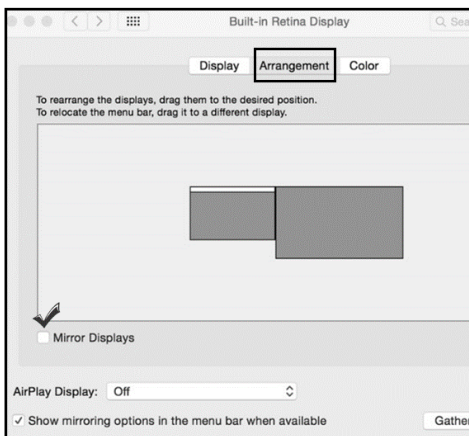 Built-in Retina Display
Display Arrangement Color
To rearrange the displays, drag them to the desired position.
To relocate the menu bar, drag it to a different display.
Mirror Displays
AirPlay Display: Off
Show mirroring options in the menu bar when available